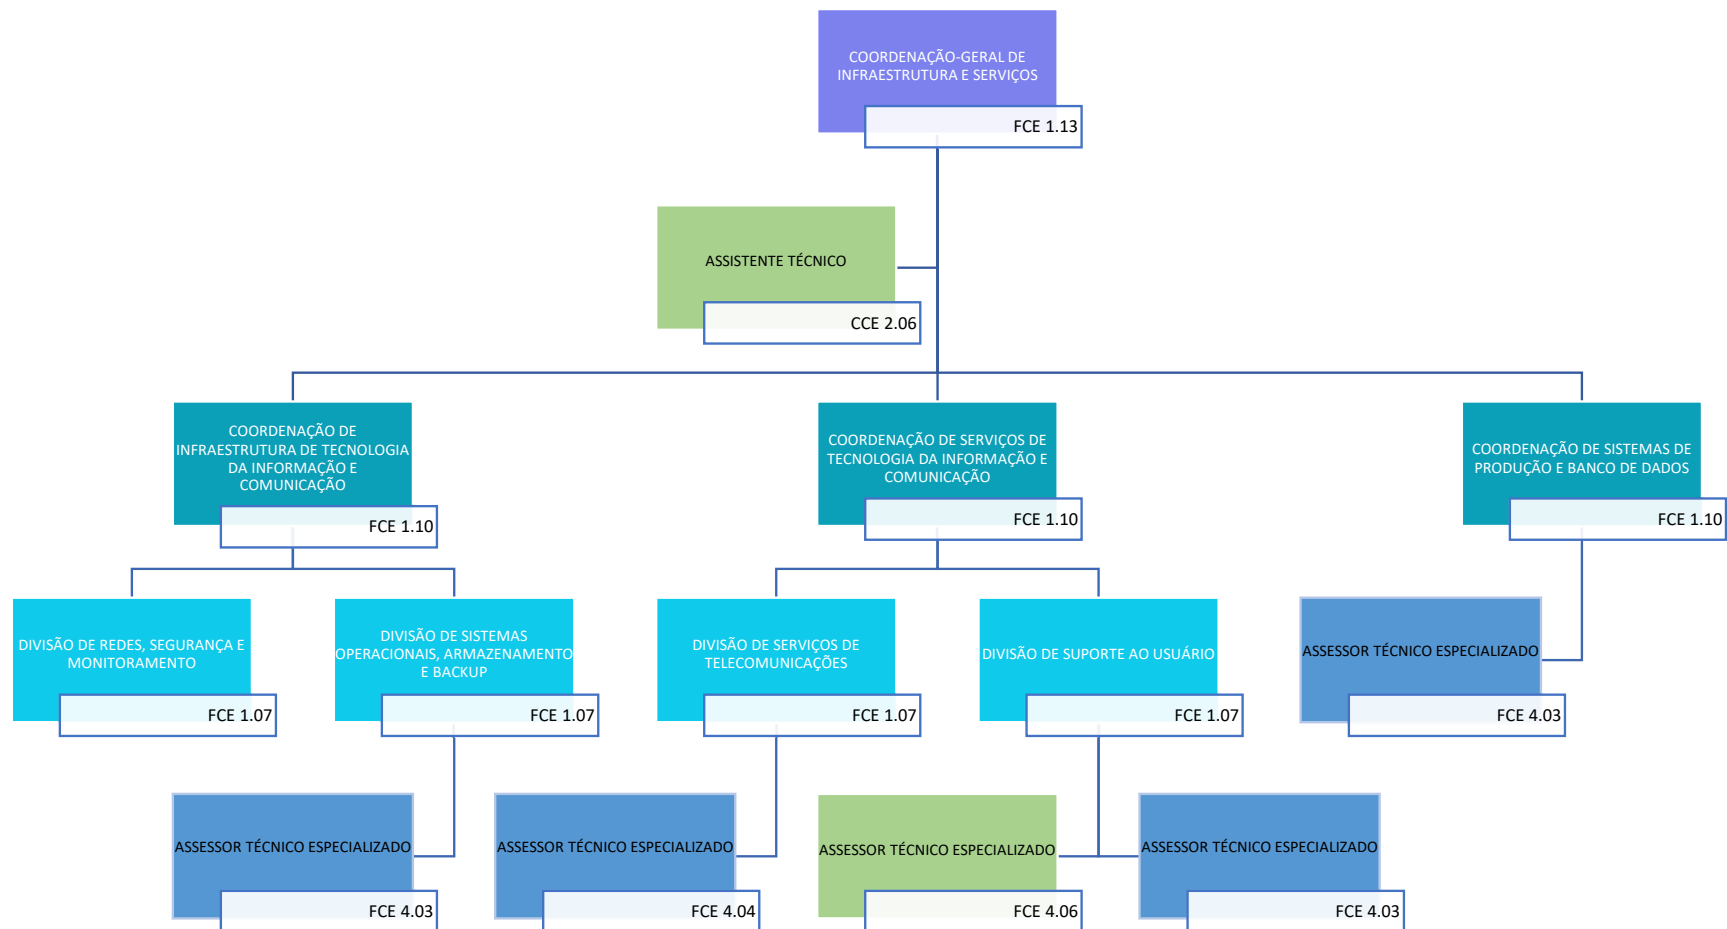 COORDENAÇÃO-GERAL DE
INFRAESTRUTURA E SERVIÇOS
FCE 1.13
ASSISTENTE TÉCNICO
CCE 2.06
COORDENAÇÃO DE
INFRAESTRUTURA DE TECNOLOGIA
DA INFORMAÇÃO E
COMUNICAÇÃO
FCE 1.10
COORDENAÇÃO DE SERVIÇOS DE
TECNOLOGIA DA INFORMAÇÃO E
COMUNICAÇÃO
FCE 1.10
COORDENAÇÃO DE SISTEMAS DE
PRODUÇÃO E BANCO DE DADOS
FCE 1.10
DIVISÃO DE REDES, SEGURANÇA E
MONITORAMENTO
FCE 1.07
DIVISÃO DE SISTEMAS
OPERACIONAIS, ARMAZENAMENTO
E BACKUP
FCE 1.07
DIVISÃO DE SERVIÇOS DE
TELECOMUNICAÇÕES
FCE 1.07
DIVISÃO DE SUPORTE AO USUÁRIO
FCE 1.07
ASSESSOR TÉCNICO ESPECIALIZADO
FCE 4.03
ASSESSOR TÉCNICO ESPECIALIZADO
FCE 4.03
ASSESSOR TÉCNICO ESPECIALIZADO
FCE 4.04
ASSESSOR TÉCNICO ESPECIALIZADO
FCE 4.06
ASSESSOR TÉCNICO ESPECIALIZADO
FCE 4.03